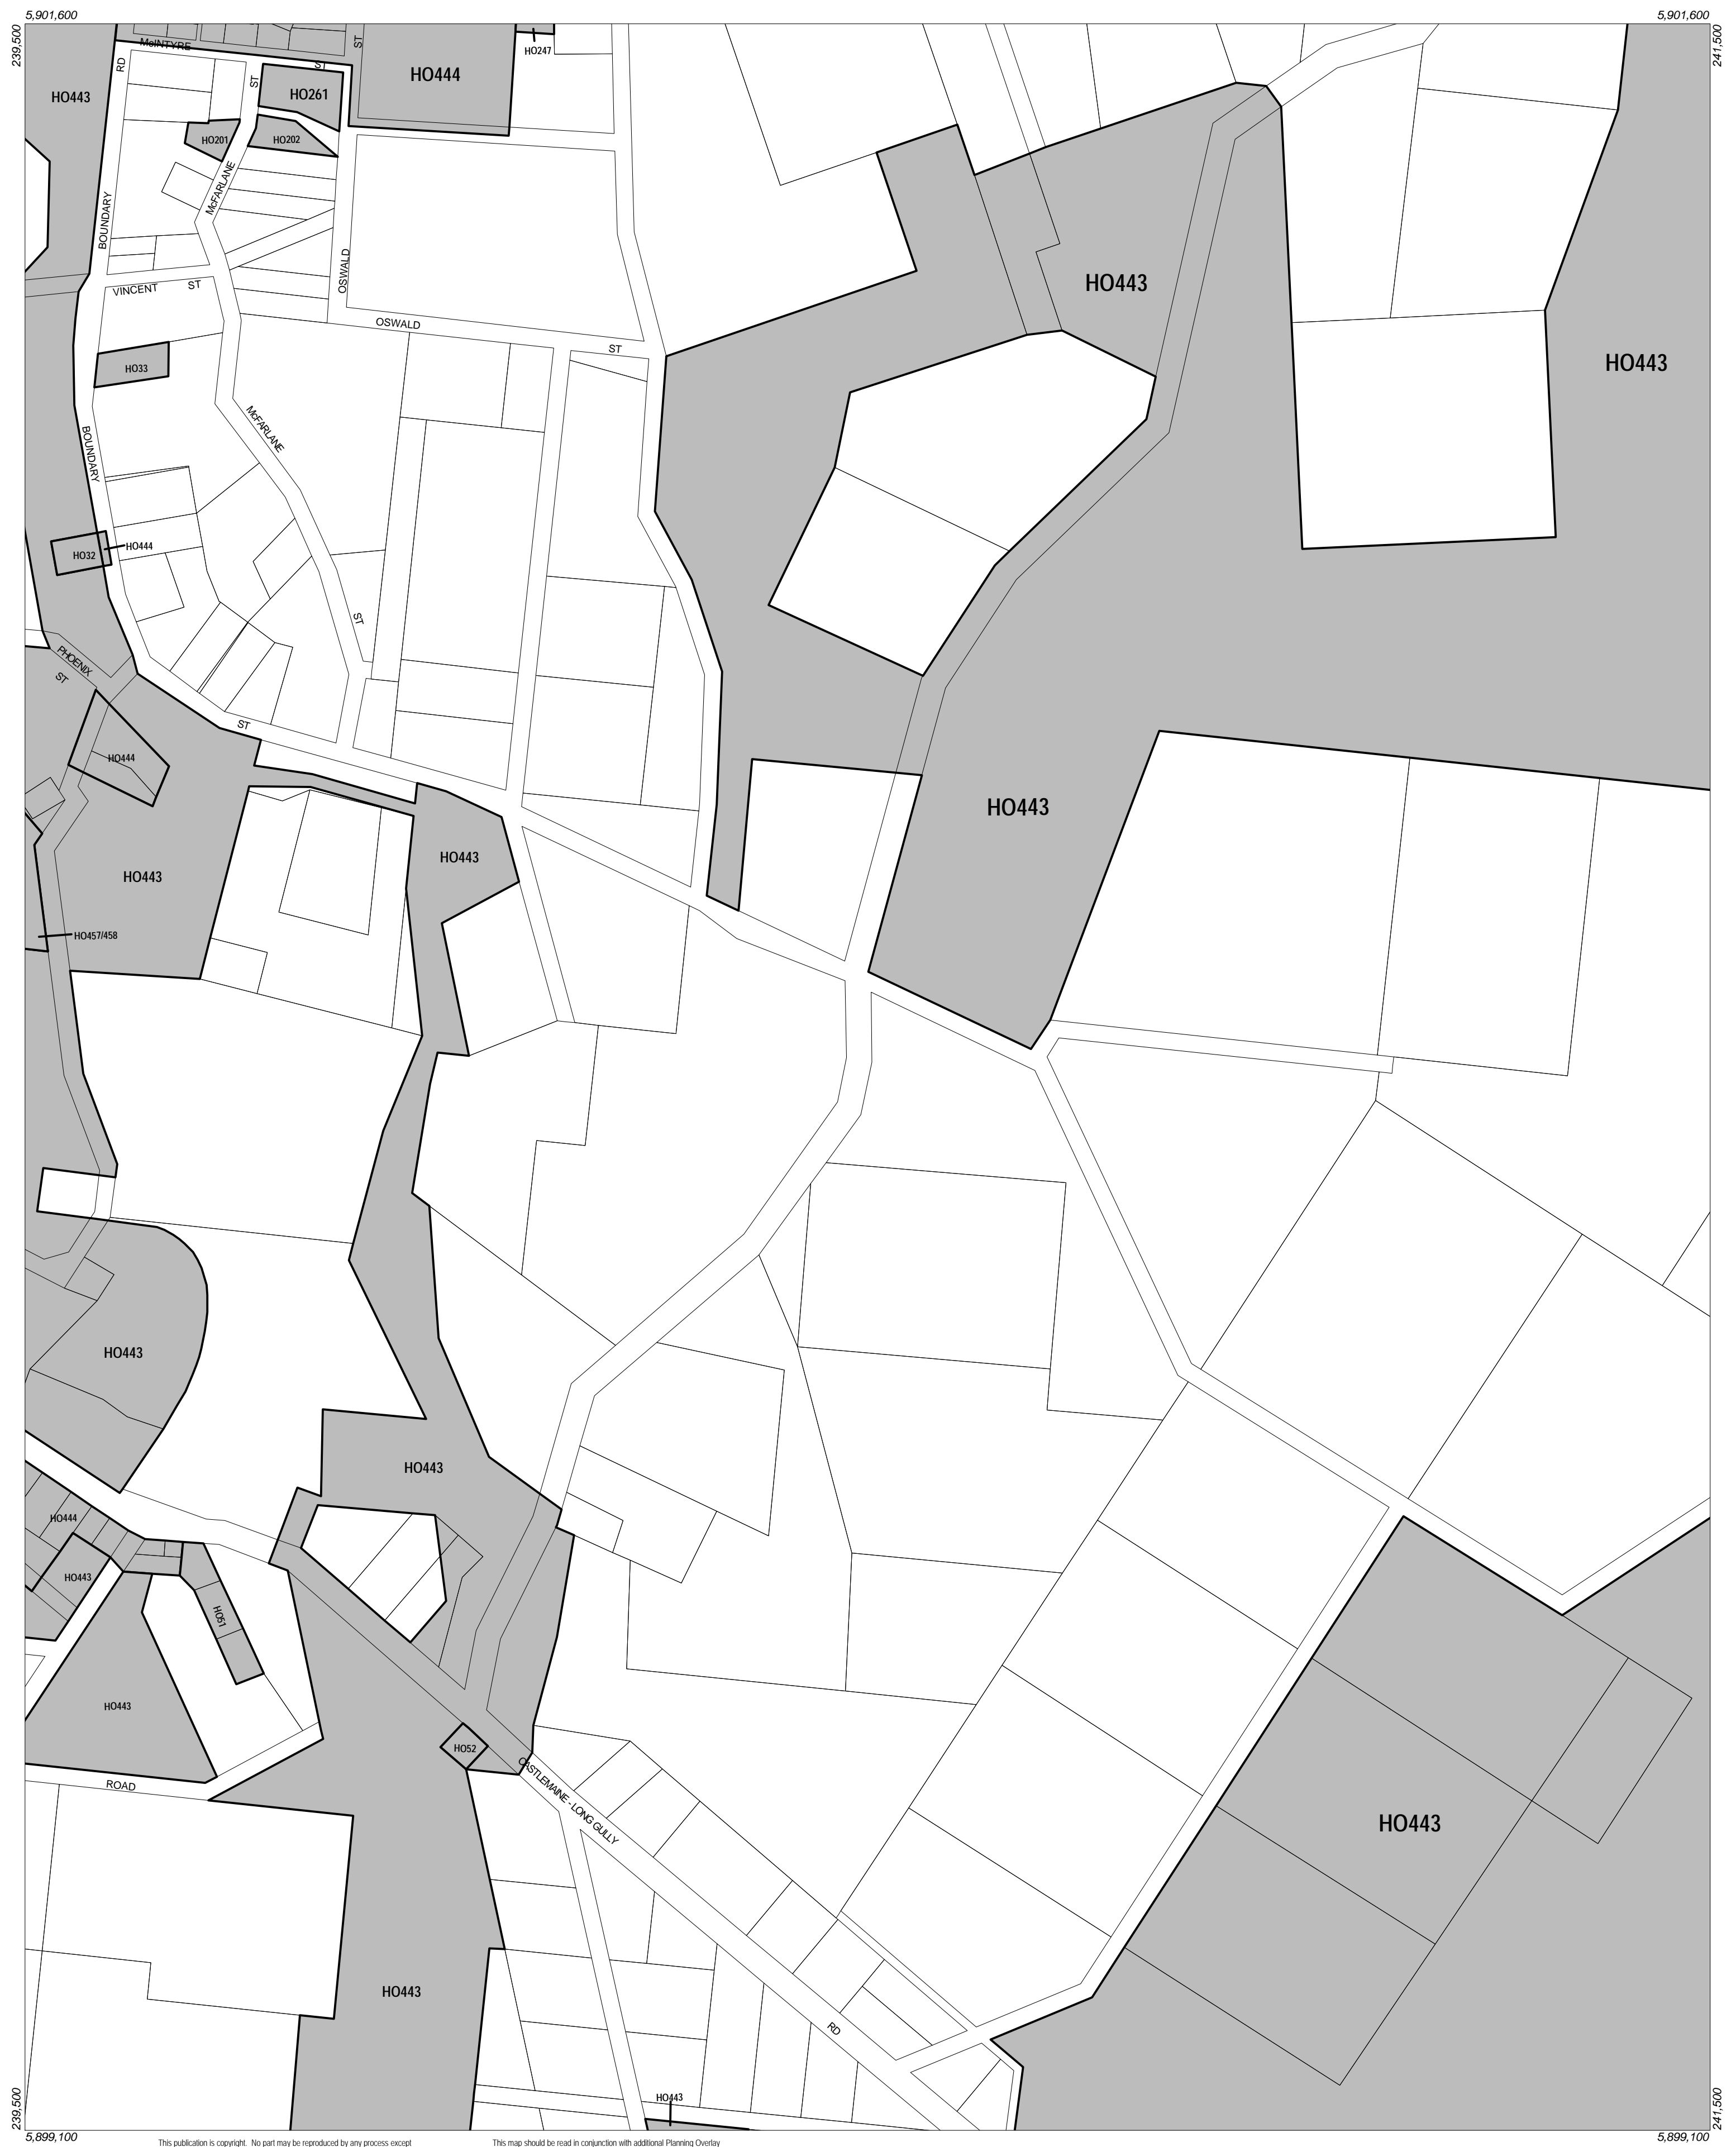 5,901,600
5,901,600
239,500
241,500
McINTYRE
ST
ST
RD
ST
HO247
HO444
HO443
HO261
HO201
HO202
McFARLANE
BOUNDARY
OSWALD
VINCENT ST
HO443
OSWALD
ST
HO33
HO443
McFARLANE
BOUNDARY
HO32
HO444
ST
PHOENIX
ST
ST
HO444
HO443
HO443
HO443
HO457/458
HO443
HO443
HO444
HO443
HO51
HO443
HO52
CASTLEMAINE - LONG GULLY
ROAD
HO443
HO443
RD
HO443
239,500
241,500
5,899,100
5,899,100
This publication is copyright. No part may be reproduced by any process except
This map should be read in conjunction with additional Planning Overlay